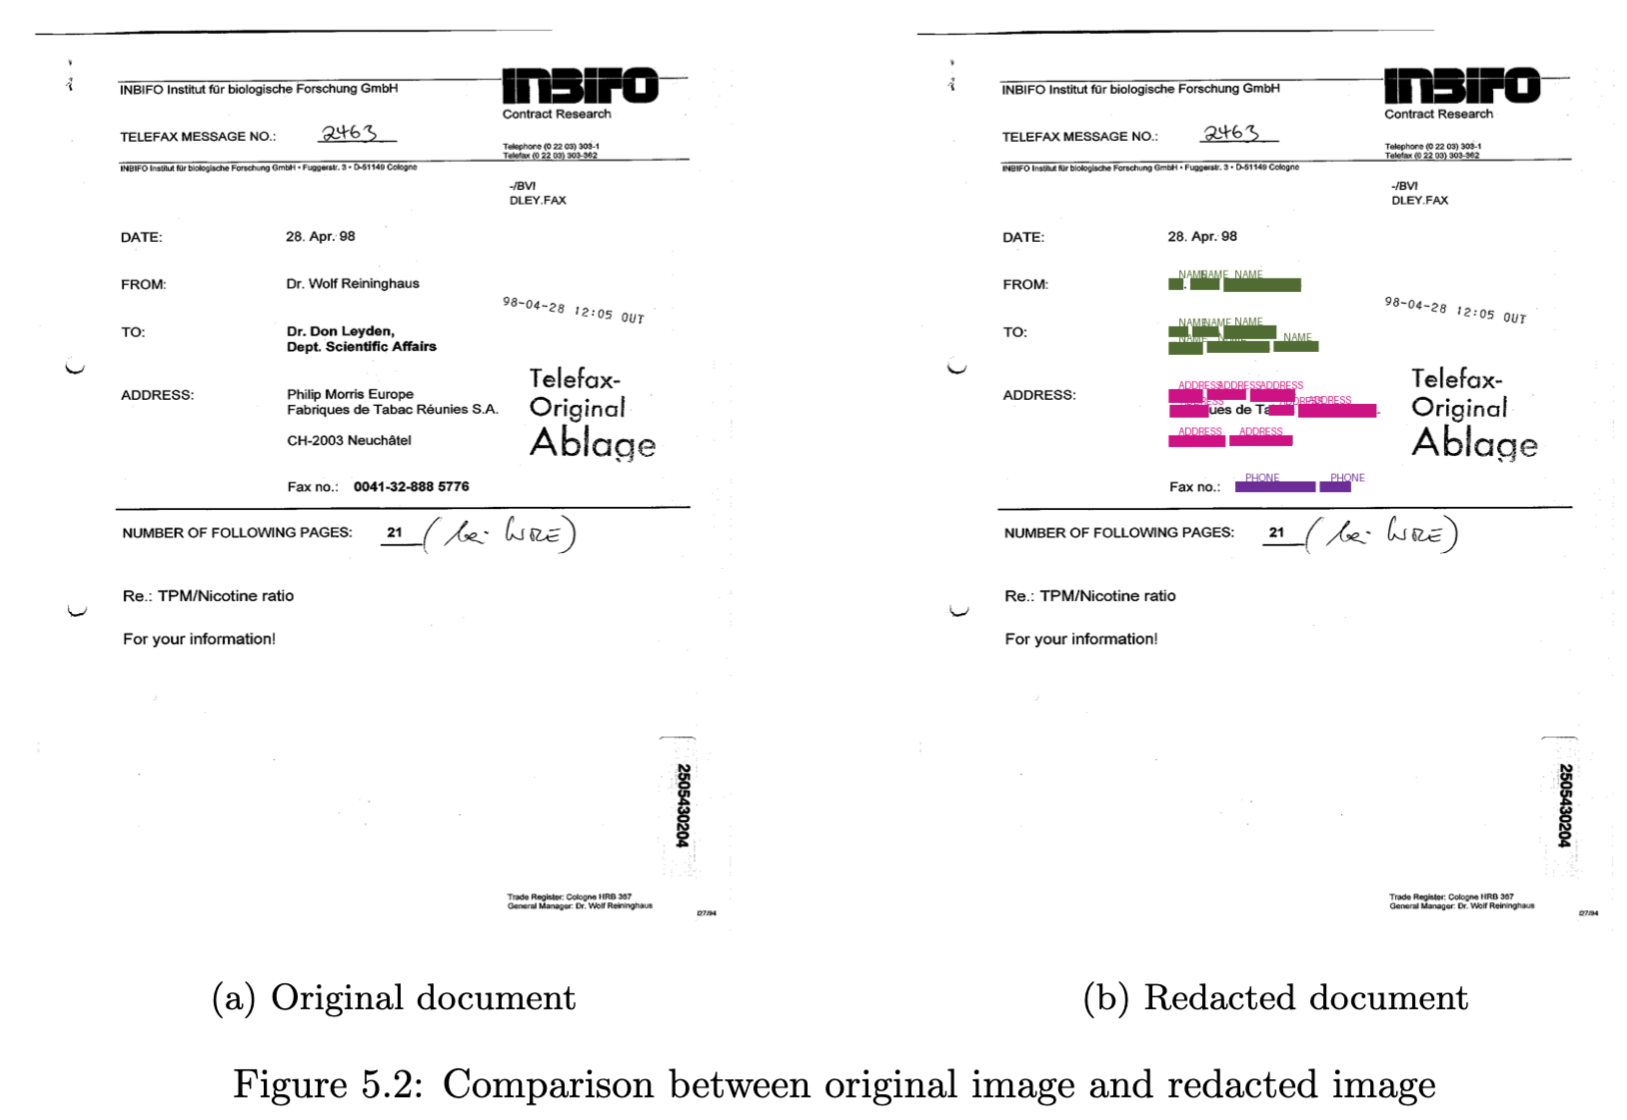 INBIFO Institut für biologische Forschung GmbH
INBIFO
Contract Research
TELEFAX MESSAGE NO.: 2463
Telephone (0 22 03) 303-1
Telefax (0 22 03) 303-362
INBIFO Institut für biologische Forschung GmbH • Fuggerstr. 3 • D-51149 Cologne
-/BVI
DLEY.FAX
DATE: 28. Apr. 98
FROM: Dr. Wolf Reininghaus
98-04-28 12:05 OUT
TO: Dr. Don Leyden,
Dept. Scientific Affairs
Telefax-
Original
Ablage
ADDRESS: Philip Morris Europe
Fabriques de Tabac Réunies S.A.
CH-2003 Neuchâtel
Fax no.: 0041-32-888 5776
NUMBER OF FOLLOWING PAGES: 21
Re.: TPM/Nicotine ratio
For your information!
2505430204
Trade Register: Cologne HRB 367
General Manager: Dr. Wolf Reininghaus
(a) Original document
INBIFO Institut für biologische Forschung GmbH
INBIFO
Contract Research
TELEFAX MESSAGE NO.: 2463
Telephone (0 22 03) 303-1
Telefax (0 22 03) 303-362
INBIFO Institut für biologische Forschung GmbH • Fuggerstr. 3 • D-51149 Cologne
-/BVI
DLEY.FAX
DATE: 28. Apr. 98
NAME NAME NAME
FROM:
98-04-28 12:05 OUT
NAME NAME NAME
TO:
NAME NAME NAME
Telefax-
Original
Ablage
ADDRESS ADDRESS ADDRESS
ADDRESS:
ADDRESS ADDRESS ADDRESS
ues de Ta .
ADDRESS ADDRESS
PHONE PHONE
Fax no.:
NUMBER OF FOLLOWING PAGES: 21
Re.: TPM/Nicotine ratio
For your information!
2505430204
Trade Register: Cologne HRB 367
General Manager: Dr. Wolf Reininghaus
(b) Redacted document
Figure 5.2: Comparison between original image and redacted image